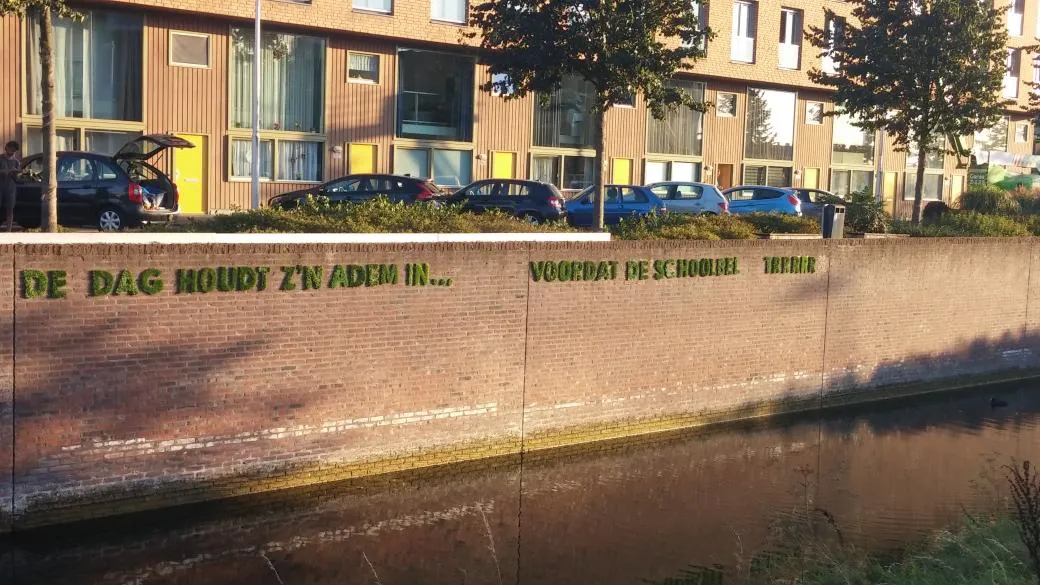 DE DAG HOUDT Z'N ADEM IN... VOORDAT DE SCHOOLBEL TRRRR